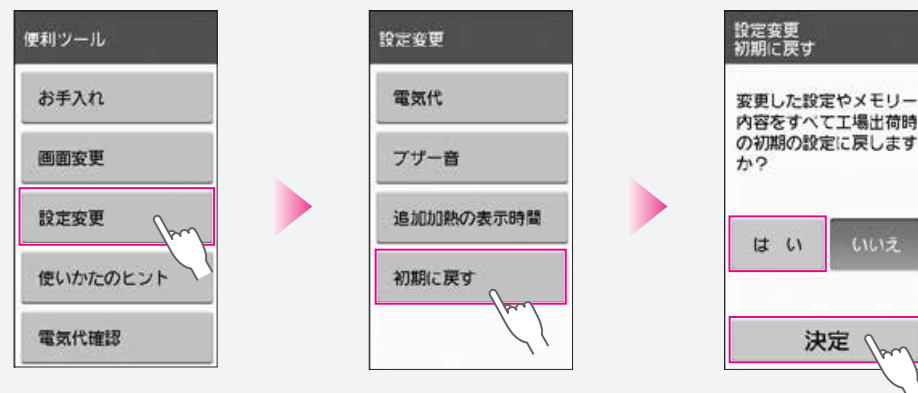 便利ツール
お手入れ
画面変更
設定変更
使いかたのヒント
電気代確認
設定変更
電気代
ブザー音
追加加熱の表示時間
初期に戻す
設定変更
初期に戻す
変更した設定やメモリー
内容をすべて工場出荷時
の初期の設定に戻します
か？
はい
いいえ
決定